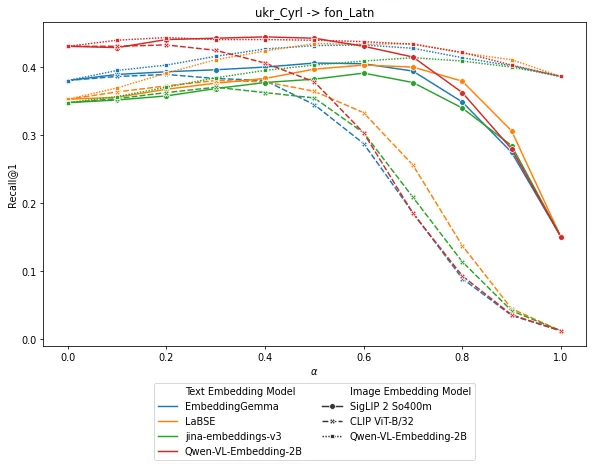 ukr_Cyrl -> fon_Latn
Recall@1
0.4
0.3
0.2
0.1
0.0
0.0 0.2 0.4 0.6 0.8 1.0
α
Text Embedding Model Image Embedding Model
EmbeddingGemma SigLIP 2 So400m
LaBSE CLIP ViT-B/32
jina-embeddings-v3 Qwen-VL-Embedding-2B
Qwen-VL-Embedding-2B